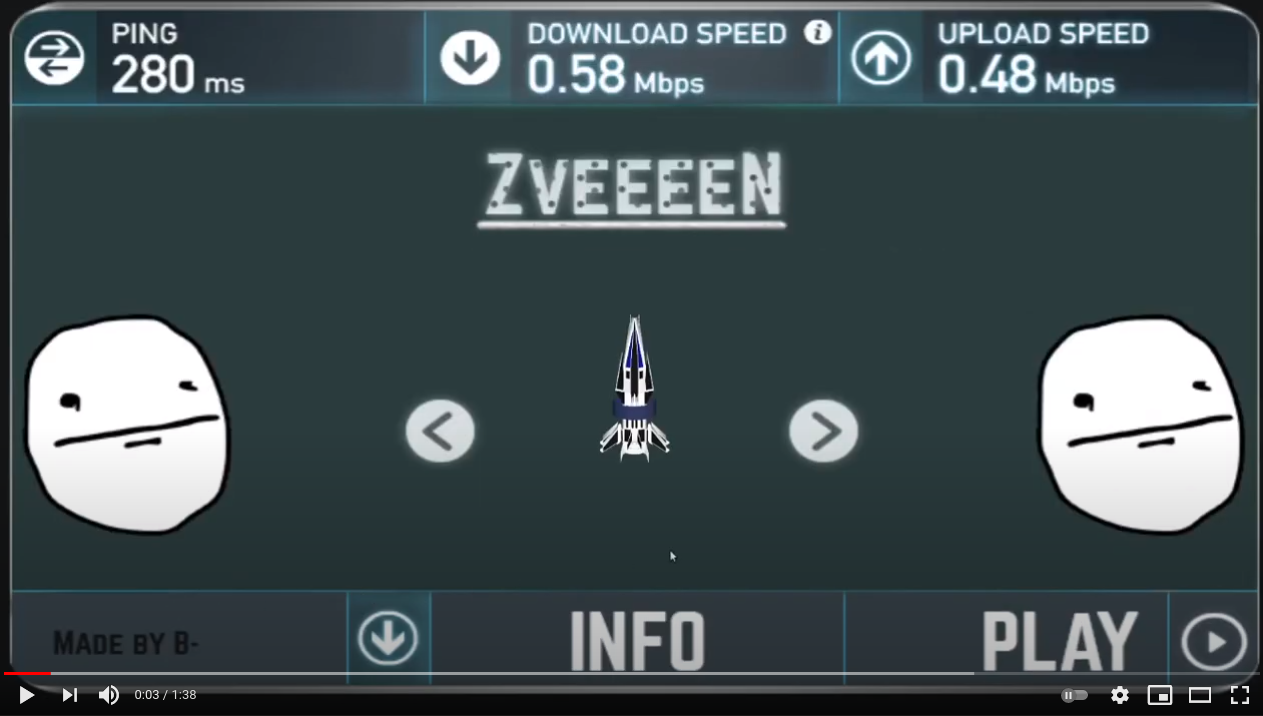 PING
280 ms
DOWNLOAD SPEED i
0.58 Mbps
UPLOAD SPEED
0.48 Mbps
ZVEEEEN
MADE BY B-
INFO
PLAY
0:03 / 1:38